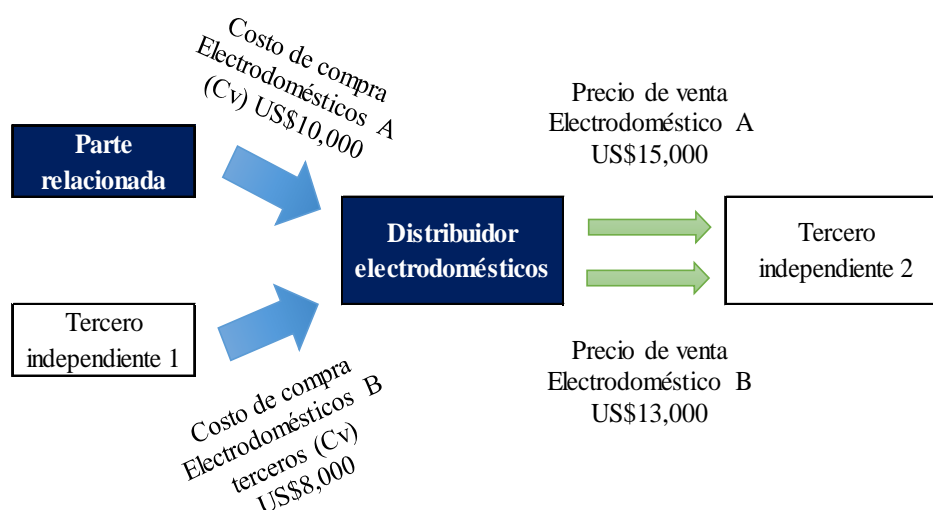 Costo de compra
Electrodomésticos A
(Cv) US$10,000
Precio de venta
Electrodoméstico A
US$15,000
Parte
relacionada
Distribuidor
electrodomésticos
Tercero
independiente 2
Tercero
independiente 1
Costo de compra
Electrodomésticos B
terceros (Cv)
US$8,000
Precio de venta
Electrodoméstico B
US$13,000